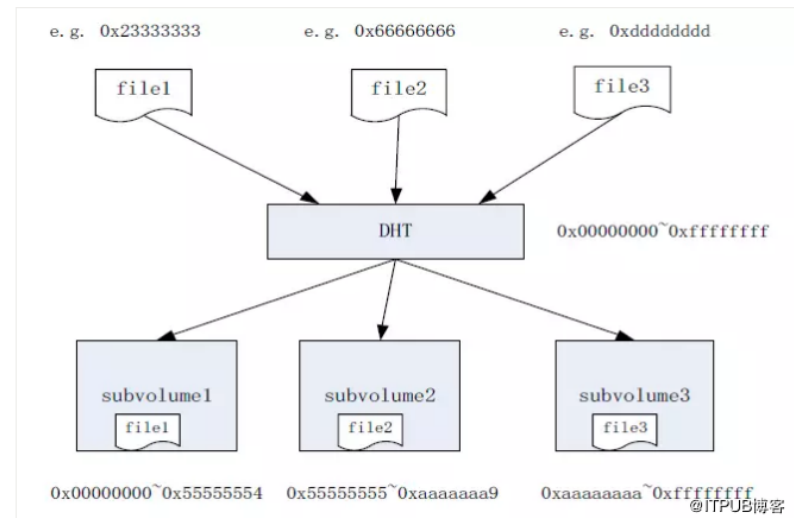 e.g. 0x23333333 e.g. 0x66666666 e.g. 0xdddddddd
file1 file2 file3
DHT 0x00000000~0xffffffff
subvolume1 subvolume2 subvolume3
file1 file2 file3
0x00000000~0x55555554 0x55555555~0xaaaaaaa9 0xaaaaaaaa~0xffffffff
@ITPUB博客